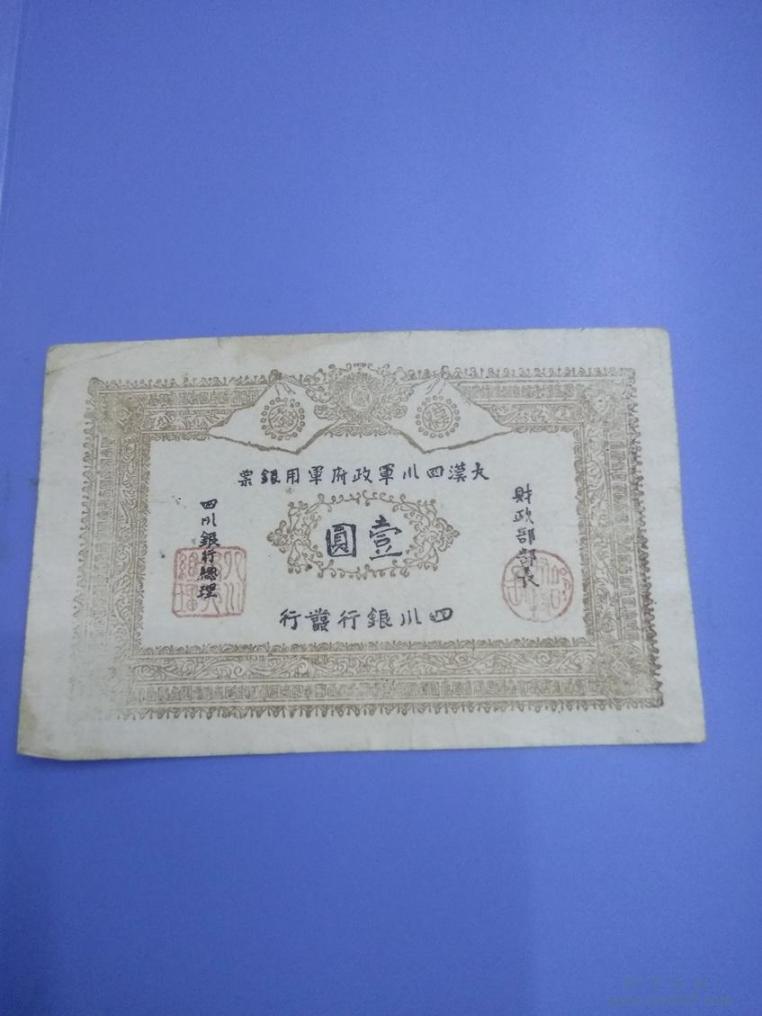 大漢四川軍政府軍用銀票
財政部部長
壹圓
四川銀行總理
四川銀行發行